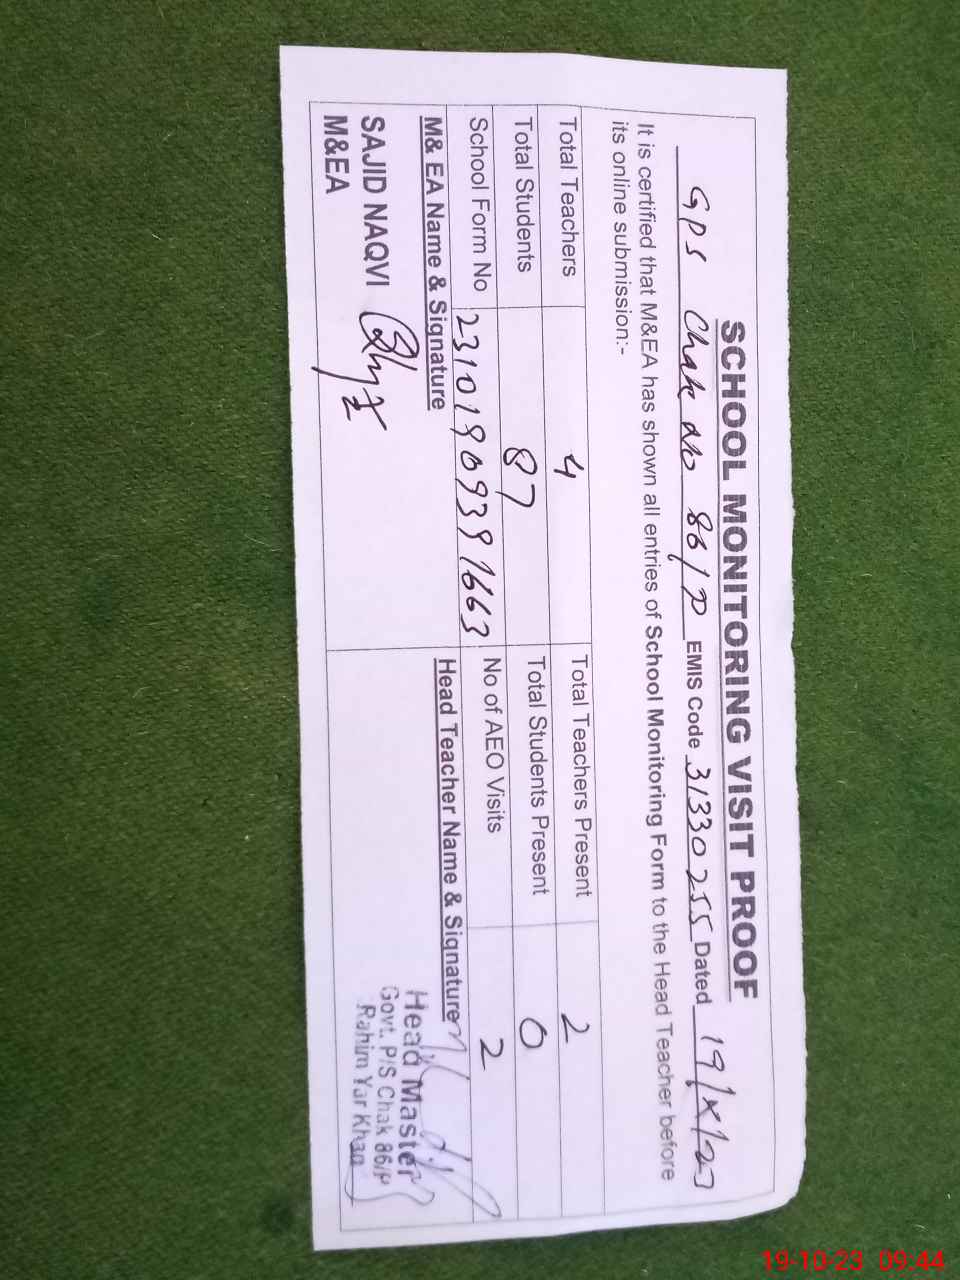 SCHOOL MONITORING VISIT PROOF
GPS Chak no 86/P EMIS Code 31330255 Dated 19/X/23
It is certified that M&EA has shown all entries of School Monitoring Form to the Head Teacher before
its online submission:-
Total Teachers 4 Total Teachers Present 2
Total Students 87 Total Students Present 0
School Form No 23101909391663 No of AEO Visits 2
M& EA Name & Signature Head Teacher Name & Signature
SAJID NAQVI
M&EA
Head Master
Govt. P/S Chak 86/P
Rahim Yar Khan
19-10-23 09:44